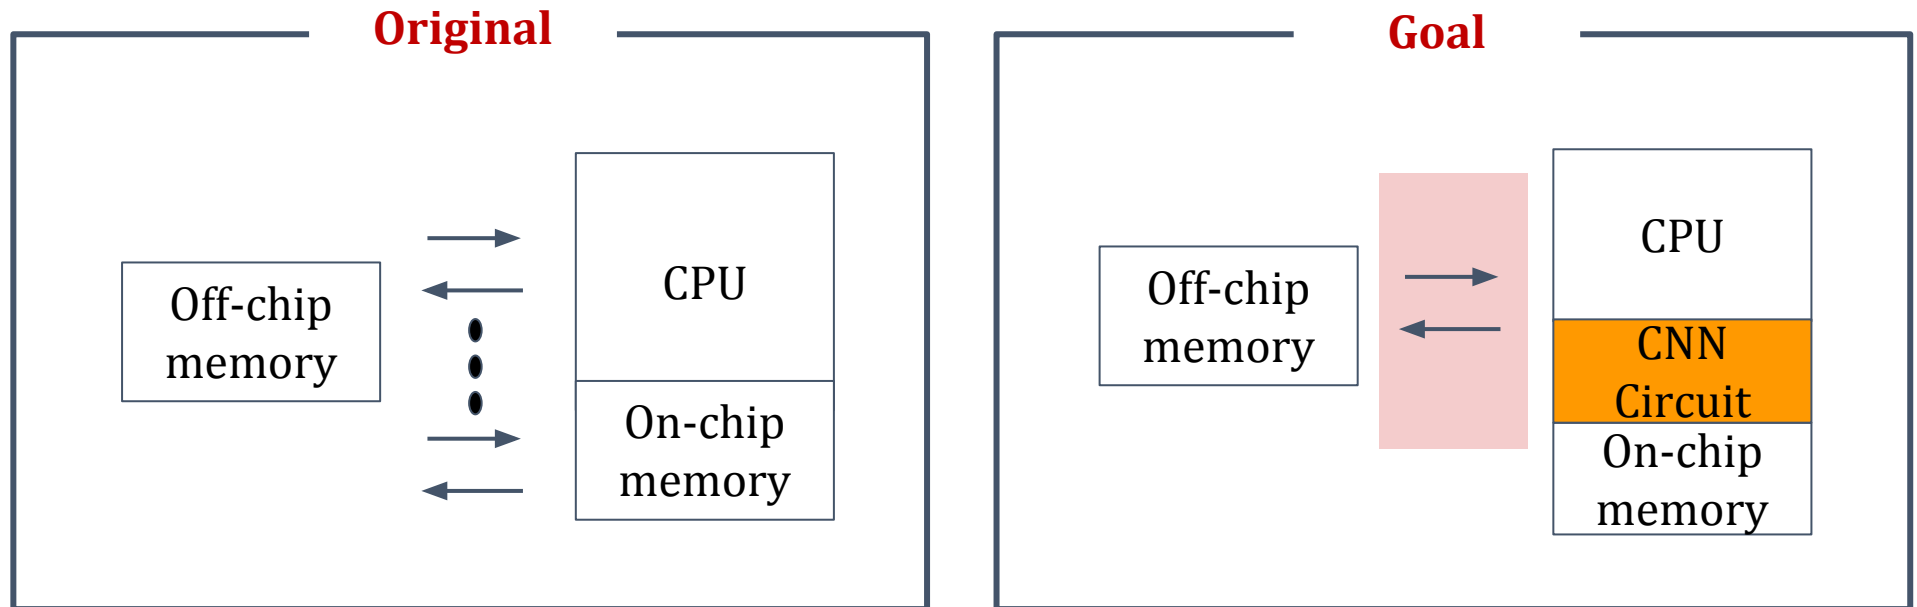 Original
Off-chip
memory
CPU
On-chip
memory
Goal
Off-chip
memory
CPU
CNN
Circuit
On-chip
memory